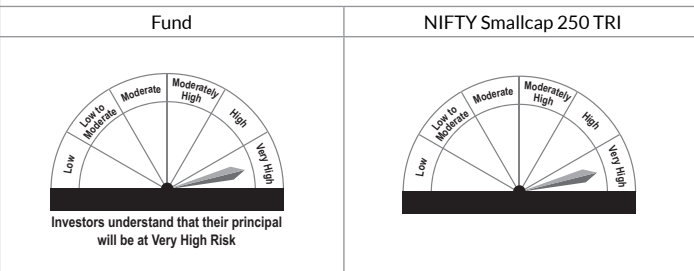 Fund
NIFTY Smallcap 250 TRI
Low
Low to
Moderate
Moderate
Moderately
High
High
Very High
Low
Low to
Moderate
Moderate
Moderately
High
High
Very High
Investors understand that their principal
will be at Very High Risk